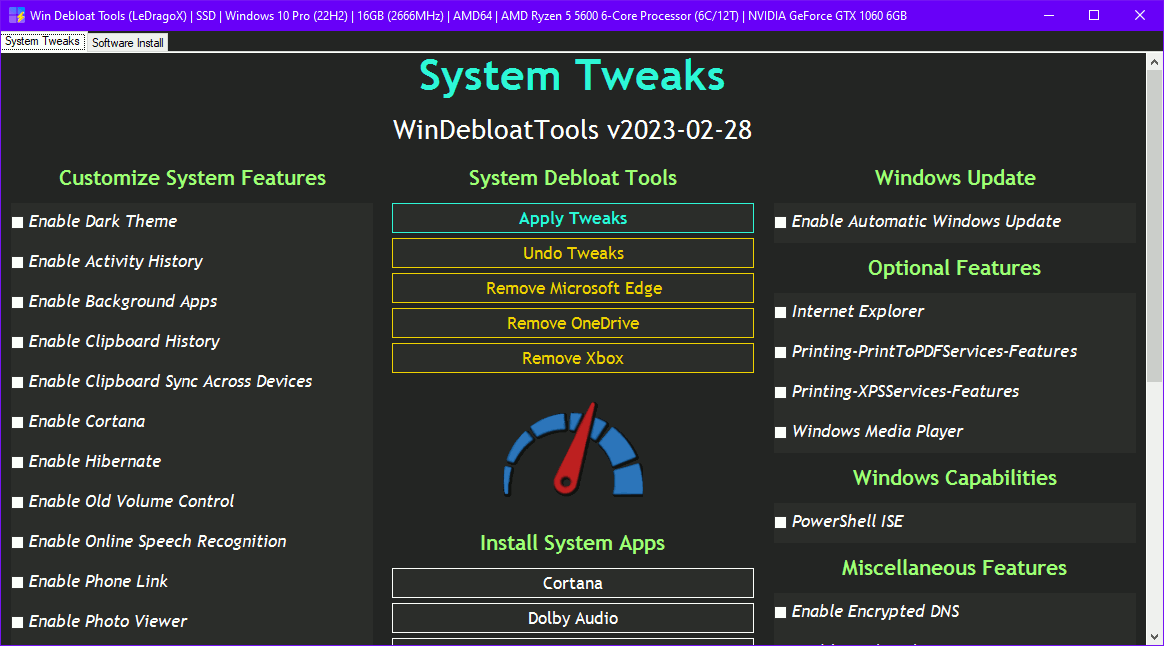 Win Debloat Tools (LeDragoX) | SSD | Windows 10 Pro (22H2) | 16GB (2666MHz) | AMD64 | AMD Ryzen 5 5600 6-Core Processor (6C/12T) | NVIDIA GeForce GTX 1060 6GB
System Tweaks
Software Install
System Tweaks
WinDebloatTools v2023-02-28
Customize System Features
Enable Dark Theme
Enable Activity History
Enable Background Apps
Enable Clipboard History
Enable Clipboard Sync Across Devices
Enable Cortana
Enable Hibernate
Enable Old Volume Control
Enable Online Speech Recognition
Enable Phone Link
Enable Photo Viewer
System Debloat Tools
Apply Tweaks
Undo Tweaks
Remove Microsoft Edge
Remove OneDrive
Remove Xbox
Install System Apps
Cortana
Dolby Audio
Windows Update
Enable Automatic Windows Update
Optional Features
Internet Explorer
Printing-PrintToPDFServices-Features
Printing-XPSServices-Features
Windows Media Player
Windows Capabilities
PowerShell ISE
Miscellaneous Features
Enable Encrypted DNS